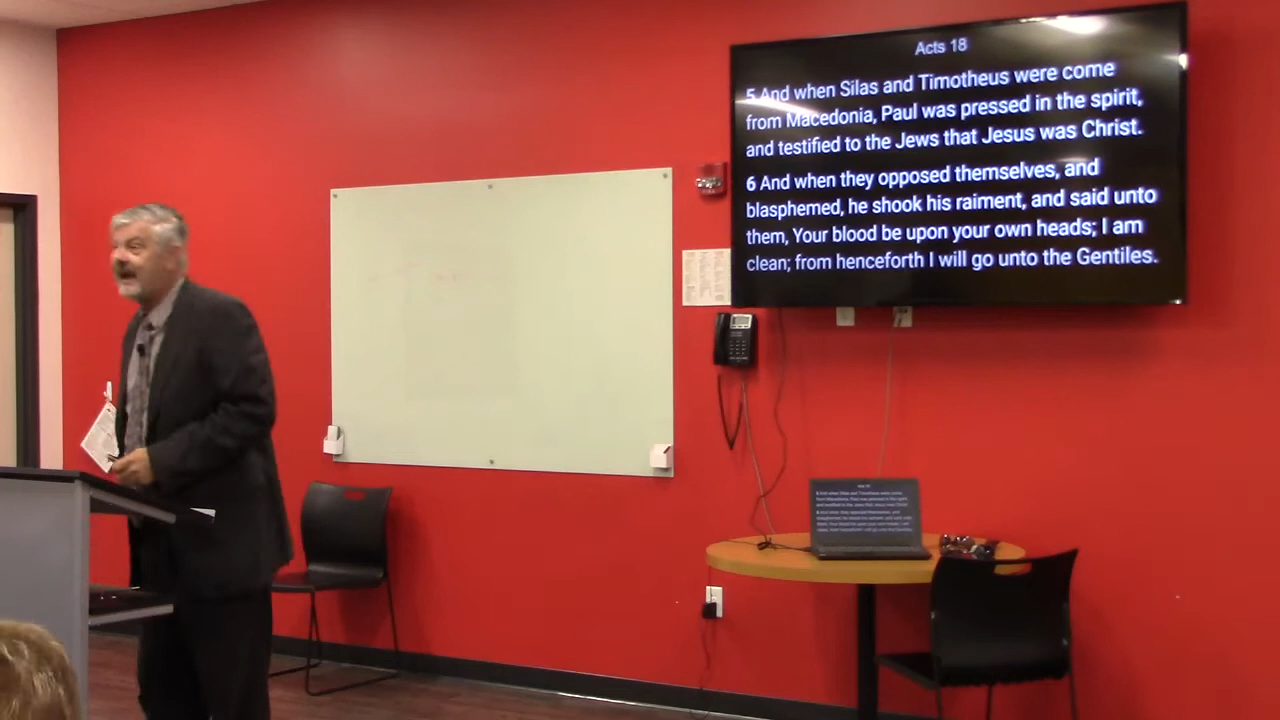 Acts 18
5 And when Silas and Timotheus were come
from Macedonia, Paul was pressed in the spirit,
and testified to the Jews that Jesus was Christ.
6 And when they opposed themselves, and
blasphemed, he shook his raiment, and said unto
them, Your blood be upon your own heads; I am
clean; from henceforth I will go unto the Gentiles.